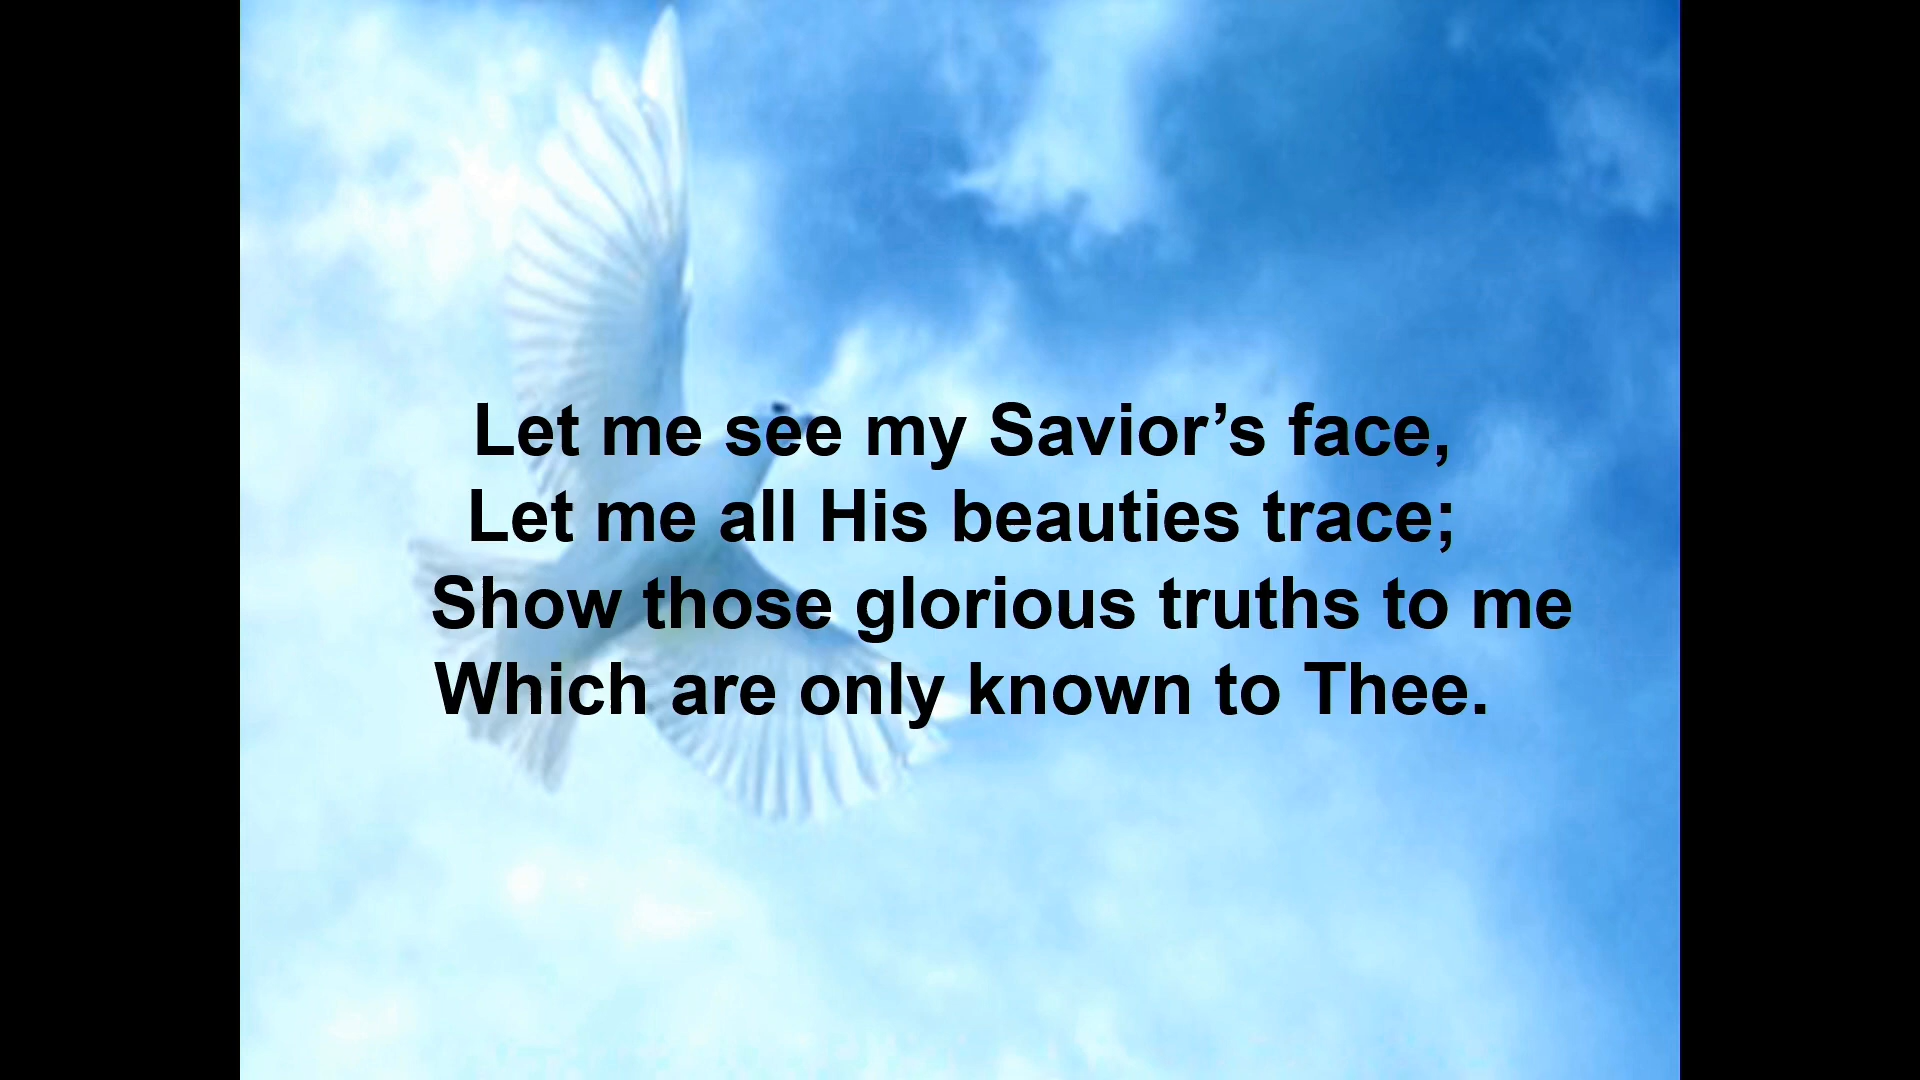 Let me see my Savior’s face,
Let me all His beauties trace;
Show those glorious truths to me
Which are only known to Thee.